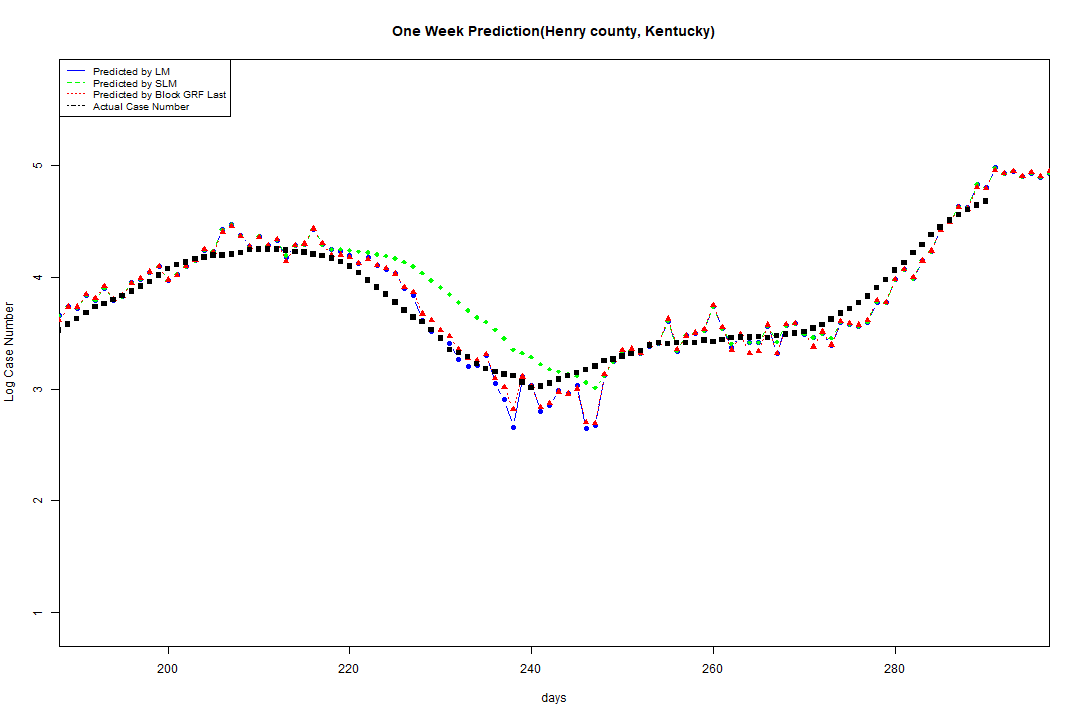 One Week Prediction(Henry county, Kentucky)
Predicted by LM
Predicted by SLM
Predicted by Block GRF Last
Actual Case Number
5
4
3
2
1
Log Case Number
200
220
240
260
280
days